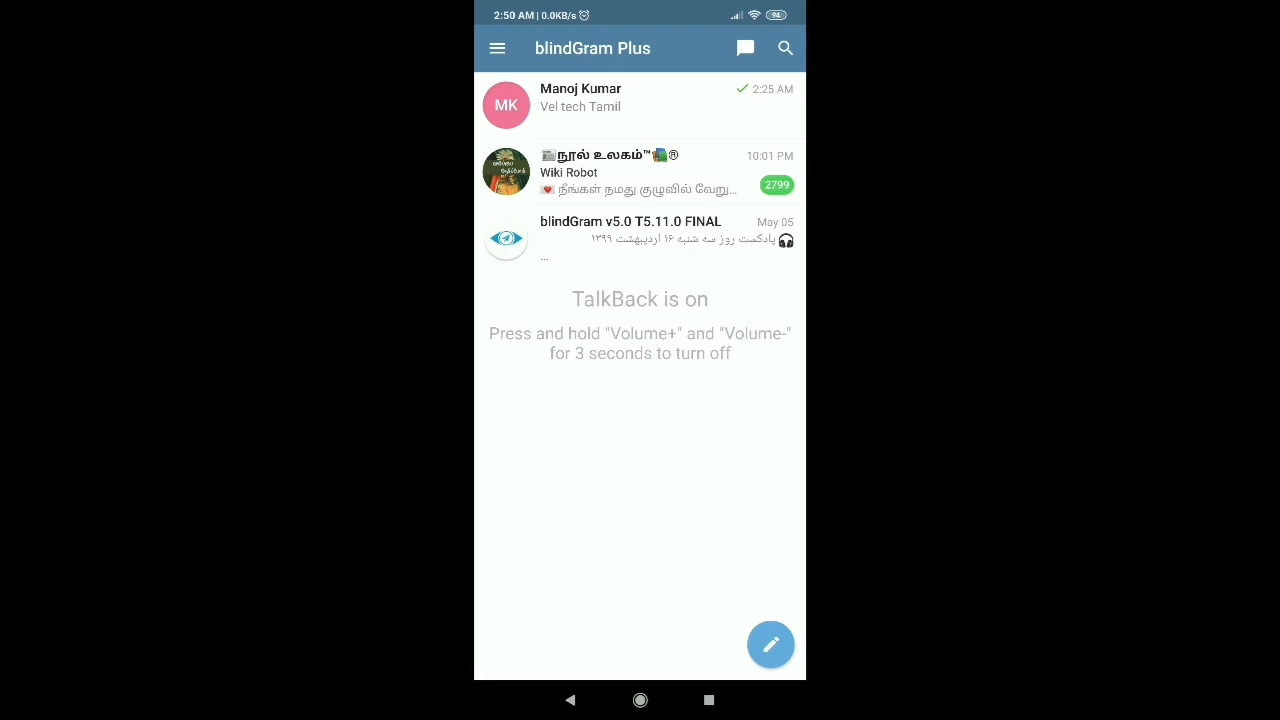 2:50 AM | 0.0KB/s
94
blindGram Plus
MK
Manoj Kumar
2:25 AM
Vel tech Tamil
📰நூல் உலகம்™📚®
10:01 PM
Wiki Robot
💌 நீங்கள் நமது குழுவில் வேறு...
2799
blindGram v5.0 T5.11.0 FINAL
May 05
🎧پادکست روز سه شنبه ۱۶ اردیبهشت ۱۳۹۹
...
TalkBack is on
Press and hold "Volume+" and "Volume-"
for 3 seconds to turn off